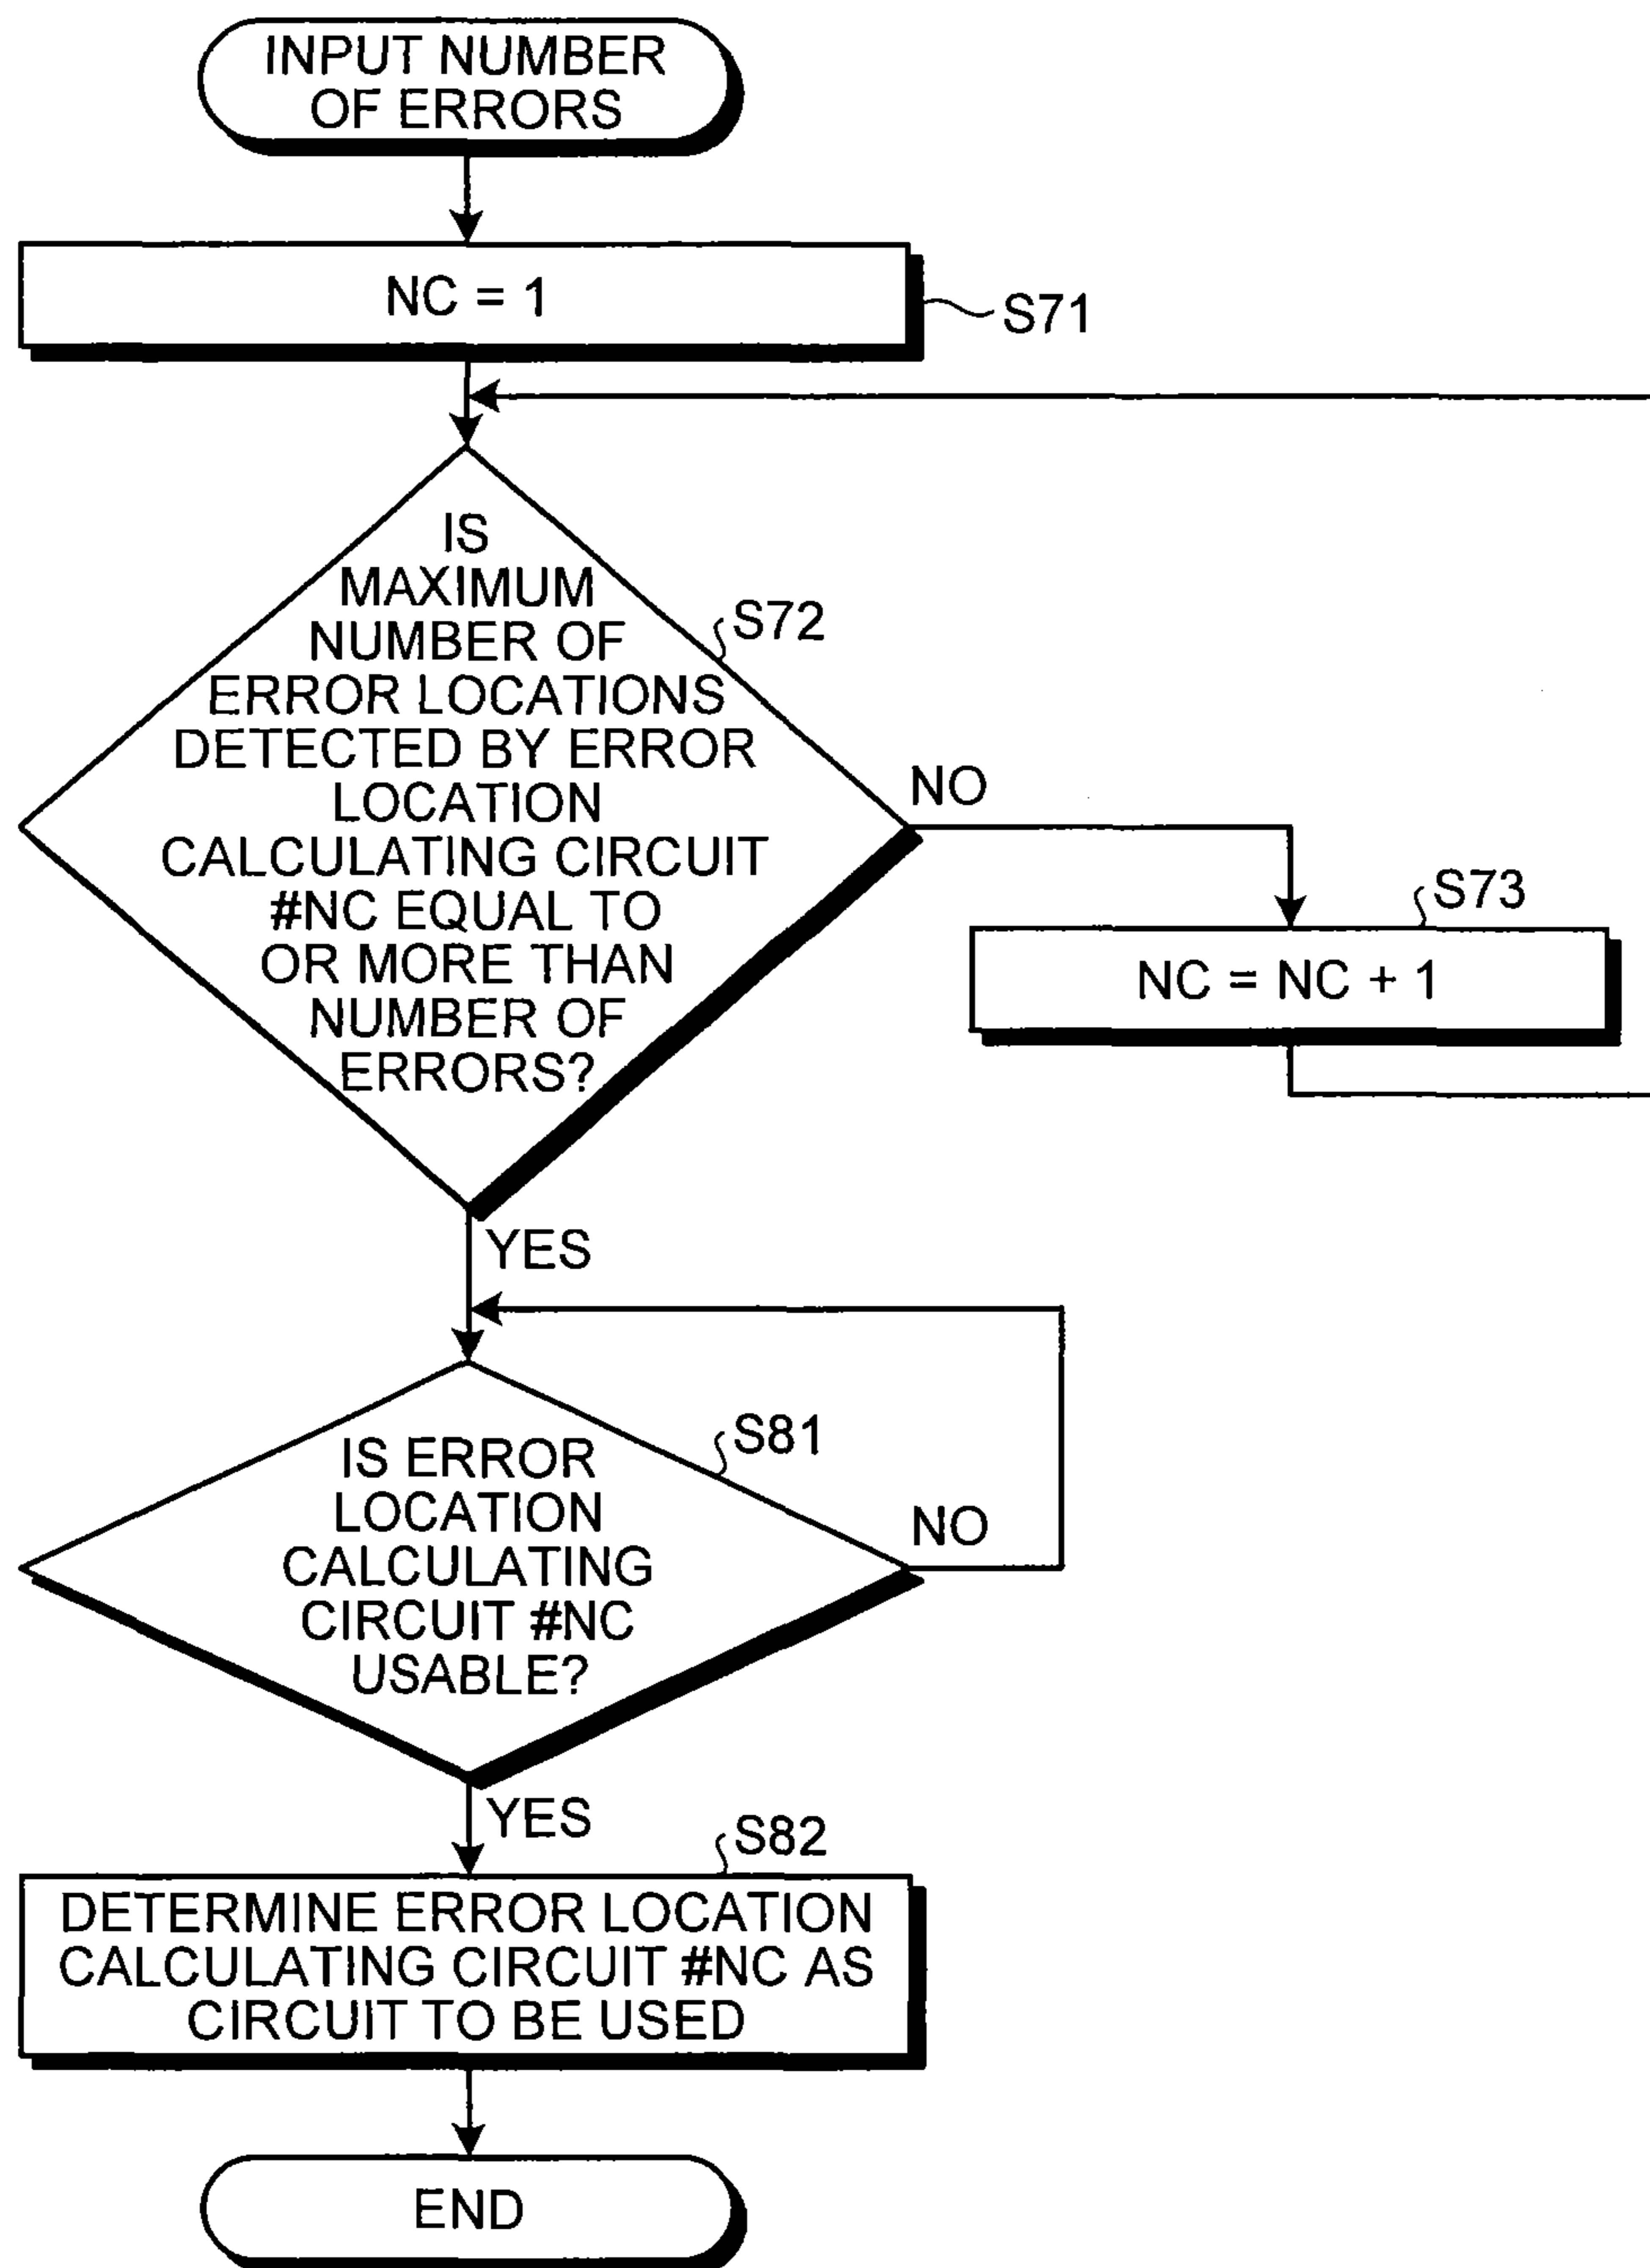 INPUT NUMBER
OF ERRORS
NC = 1
S71
IS
MAXIMUM
NUMBER OF
ERROR LOCATIONS
DETECTED BY ERROR
LOCATION
CALCULATING CIRCUIT
#NC EQUAL TO
OR MORE THAN
NUMBER OF
ERRORS?
S72
NO
S73
NC = NC + 1
YES
IS ERROR
LOCATION
CALCULATING
CIRCUIT #NC
USABLE?
S81
NO
YES
S82
DETERMINE ERROR LOCATION
CALCULATING CIRCUIT #NC AS
CIRCUIT TO BE USED
END